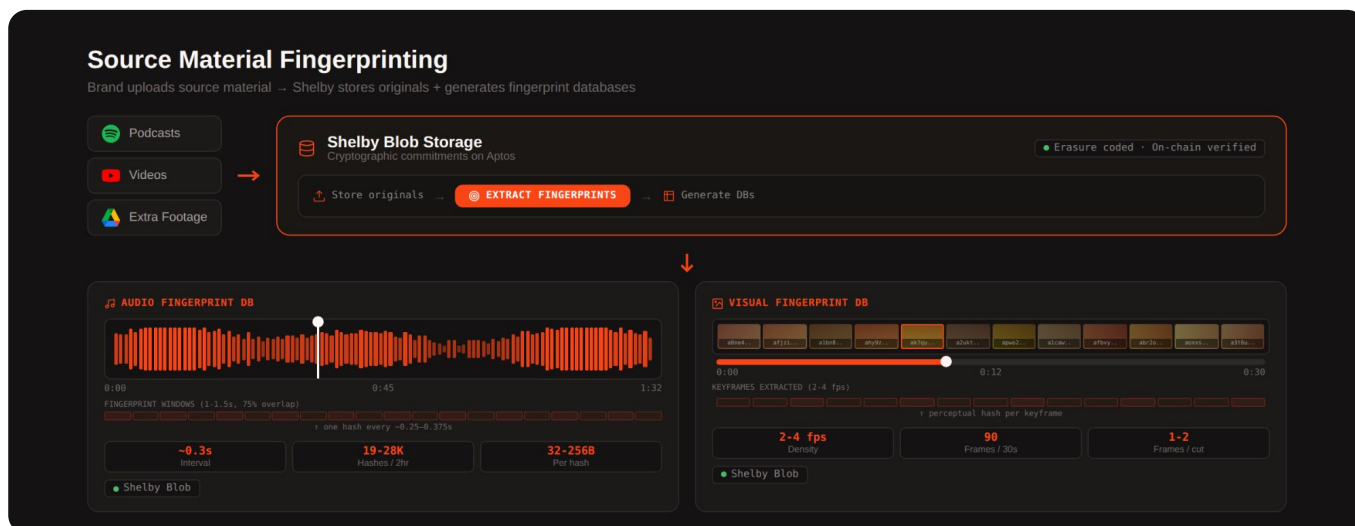 Source Material Fingerprinting
Brand uploads source material → Shelby stores originals + generates fingerprint databases
Podcasts
Videos
Extra Footage
Shelby Blob Storage
Cryptographic commitments on Aptos
Erasure coded · On-chain verified
Store originals → EXTRACT FINGERPRINTS → Generate DBs
AUDIO FINGERPRINT DB
0:00 0:45 1:32
FINGERPRINT WINDOWS (1-1.5s, 75% overlap)
↑ one hash every ~0.25–0.375s
~0.3s 19-28K 32-256B
Interval Hashes / 2hr Per hash
Shelby Blob
VISUAL FINGERPRINT DB
0:00 0:12 0:30
KEYFRAMES EXTRACTED (2-4 fps)
↑ perceptual hash per keyframe
2-4 fps 90 1-2
Density Frames / 30s Frames / cut
Shelby Blob